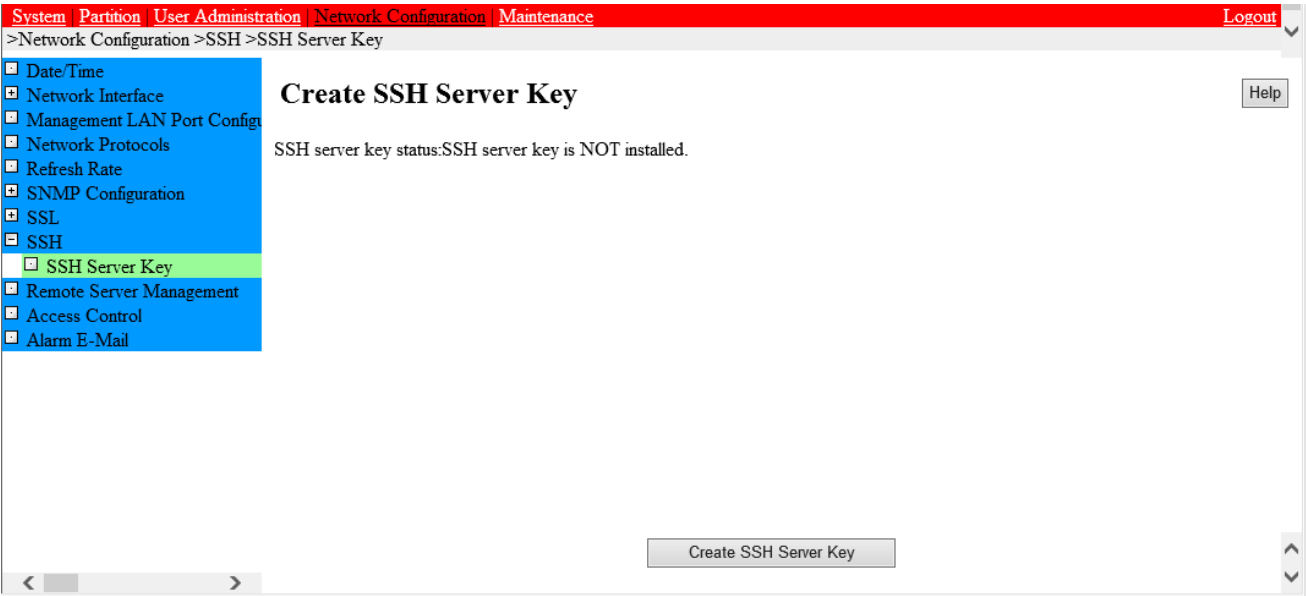 System | Partition | User Administration | Network Configuration | Maintenance Logout
>Network Configuration >SSH >SSH Server Key
Date/Time
Network Interface
Management LAN Port Configu
Network Protocols
Refresh Rate
SNMP Configuration
SSL
SSH
SSH Server Key
Remote Server Management
Access Control
Alarm E-Mail
Create SSH Server Key
Help
SSH server key status:SSH server key is NOT installed.
Create SSH Server Key